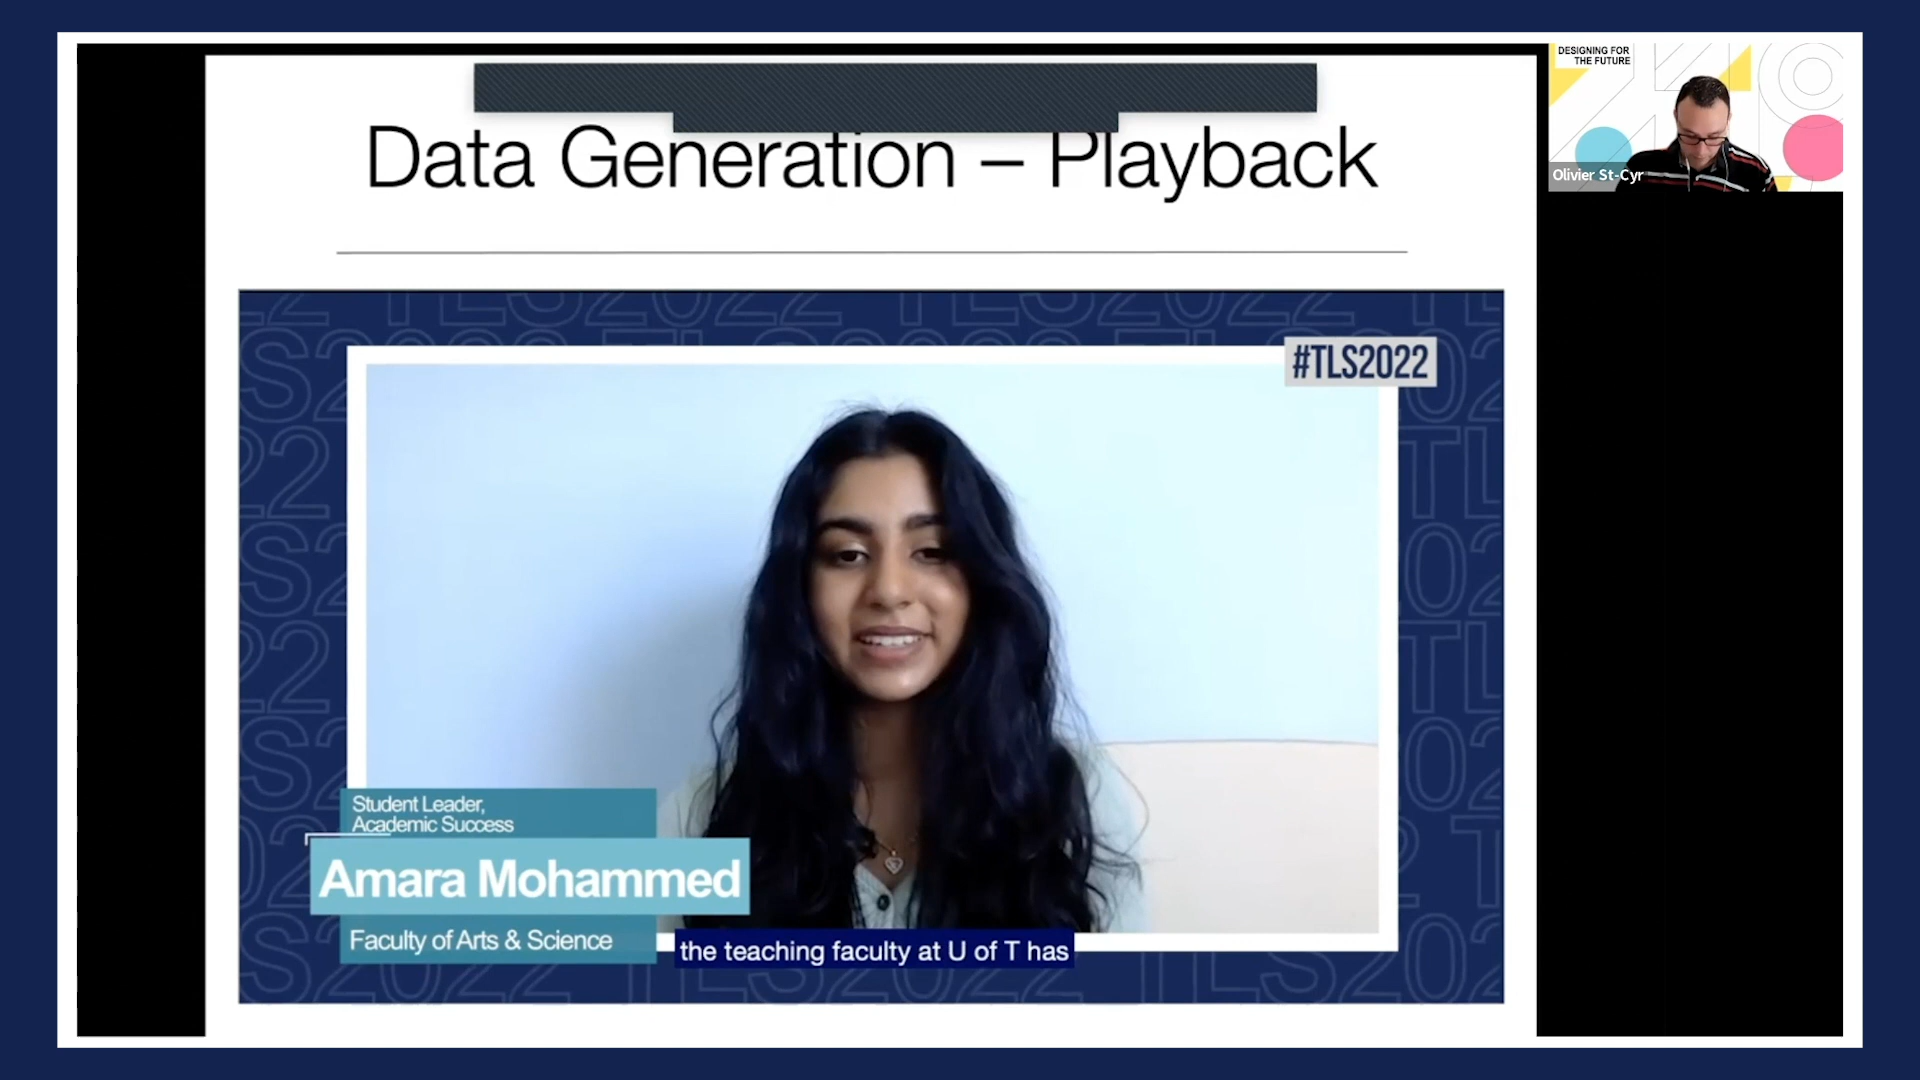 Data Generation – Playback
DESIGNING FOR
THE FUTURE
Olivier St-Cyr
#TLS2022
Student Leader,
Academic Success
Amara Mohammed
Faculty of Arts & Science
the teaching faculty at U of T has
TLS2022